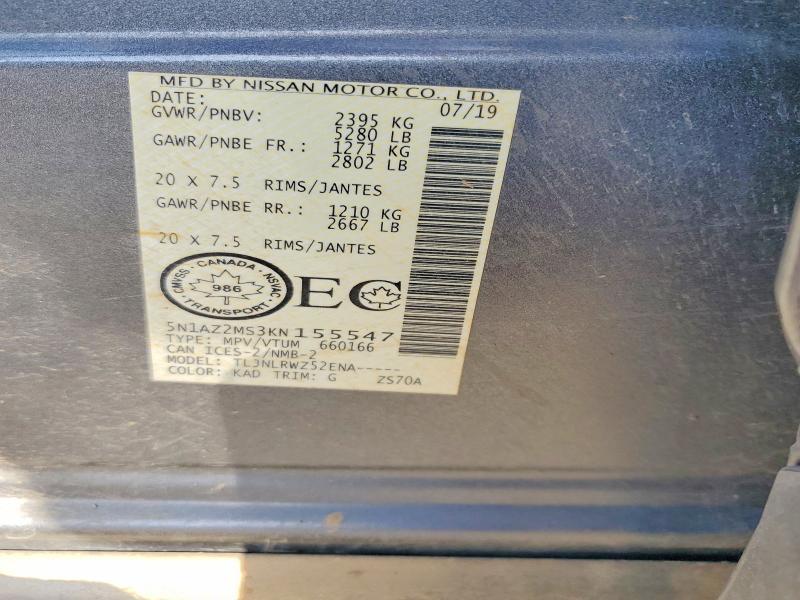 MFD BY NISSAN MOTOR CO., LTD.
DATE: 07/19
GVWR/PNBV: 2395 KG
5280 LB
GAWR/PNBE FR.: 1271 KG
2802 LB
20 X 7.5 RIMS/JANTES
GAWR/PNBE RR.: 1210 KG
2667 LB
20 X 7.5 RIMS/JANTES
CMVSS · CANADA · NSVAC
986
TRANSPORT
EC
5N1AZ2MS3KN155547
TYPE: MPV/VTUM 660166
CAN ICES-2/NMB-2
MODEL: TLJNLRWZ52ENA-----
COLOR: KAD TRIM: G ZS70A